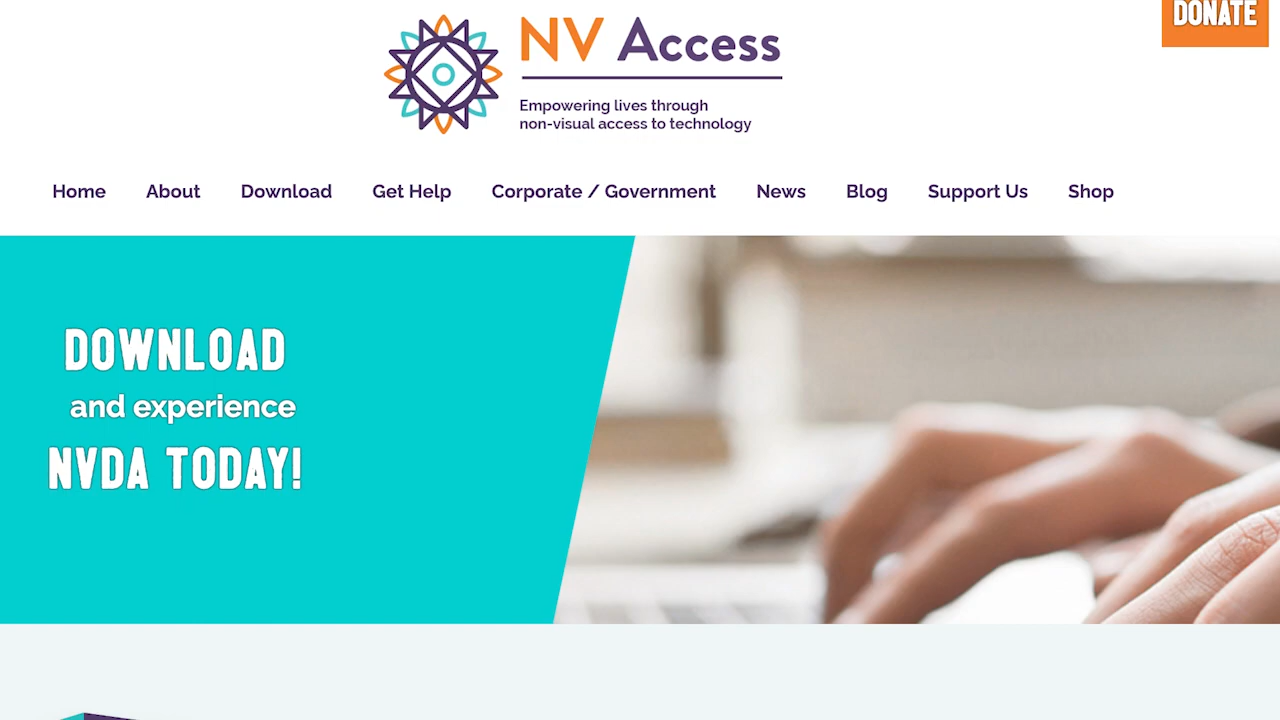 DONATE
NV Access
Empowering lives through
non-visual access to technology
Home About Download Get Help Corporate / Government News Blog Support Us Shop
DOWNLOAD
and experience
NVDA TODAY!